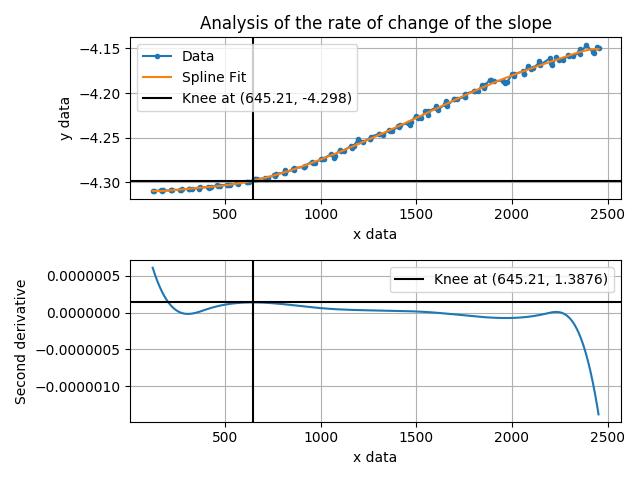 Analysis of the rate of change of the slope
Data
Spline Fit
Knee at (645.21, -4.298)
y data
−4.15
−4.20
−4.25
−4.30
500
1000
1500
2000
2500
x data
Knee at (645.21, 1.3876)
Second derivative
0.0000005
0.0000000
−0.0000005
−0.0000010
500
1000
1500
2000
2500
x data